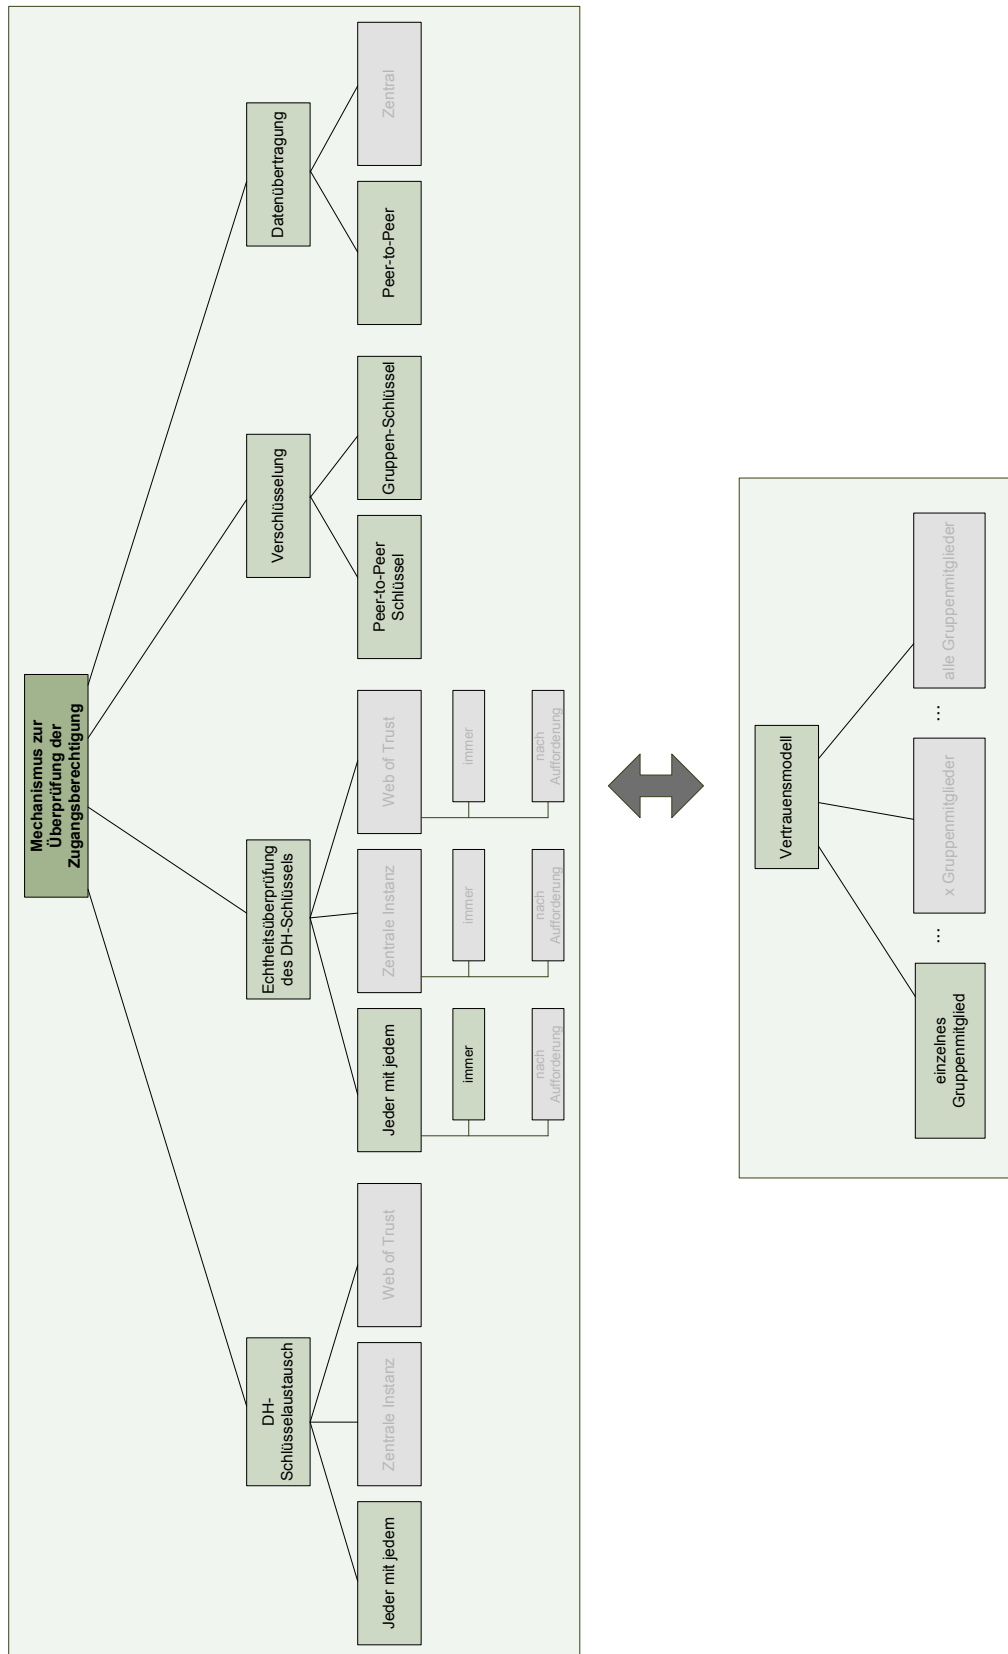 Mechanismus zur
Überprüfung der
Zugangsberechtigung
DH-
Schlüsselaustausch
Echtheitsüberprüfung
des DH-Schlüssels
Verschlüsselung
Datenübertragung
Jeder mit jedem
Zentrale Instanz
Web of Trust
Jeder mit jedem
Zentrale Instanz
Web of Trust
Peer-to-Peer
Schlüssel
Gruppen-Schlüssel
Peer-to-Peer
Zentral
immer
immer
immer
nach
Aufforderung
nach
Aufforderung
nach
Aufforderung
Vertrauensmodell
einzelnes
Gruppenmitglied
...
x Gruppenmitglieder
...
alle Gruppenmitglieder